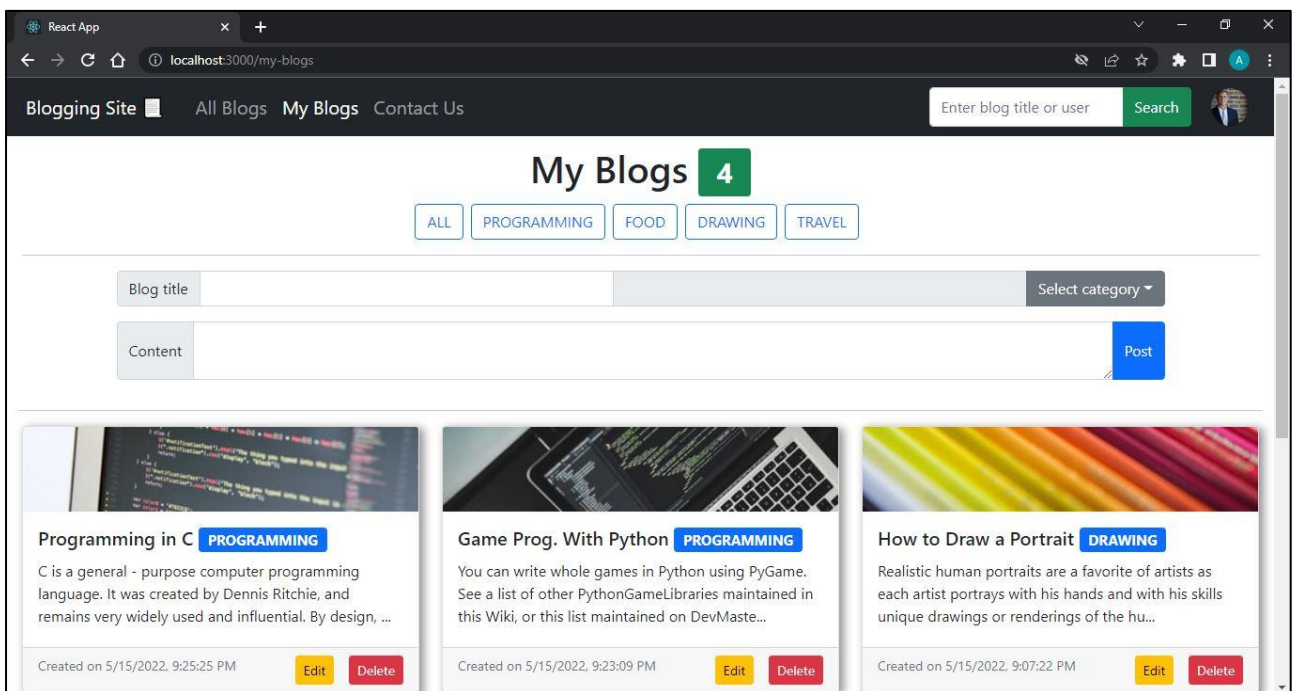 React App
localhost:3000/my-blogs
A
Blogging Site All Blogs My Blogs Contact Us Enter blog title or user Search
My Blogs 4
ALL PROGRAMMING FOOD DRAWING TRAVEL
Blog title Select category
Content Post
Programming in C PROGRAMMING
C is a general - purpose computer programming
language. It was created by Dennis Ritchie, and
remains very widely used and influential. By design, ...
Created on 5/15/2022, 9:25:25 PM Edit Delete
Game Prog. With Python PROGRAMMING
You can write whole games in Python using PyGame.
See a list of other PythonGameLibraries maintained in
this Wiki, or this list maintained on DevMaste...
Created on 5/15/2022, 9:23:09 PM Edit Delete
How to Draw a Portrait DRAWING
Realistic human portraits are a favorite of artists as
each artist portrays with his hands and with his skills
unique drawings or renderings of the hu...
Created on 5/15/2022, 9:07:22 PM Edit Delete